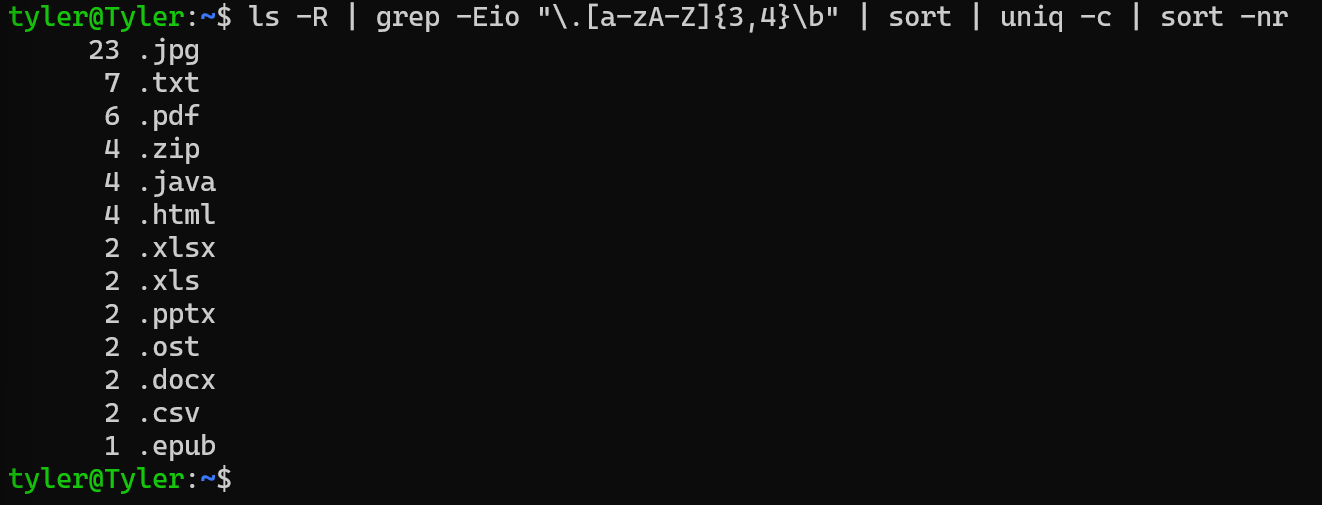 tyler@Tyler:~$ ls -R | grep -Eio "\.[a-zA-Z]{3,4}\b" | sort | uniq -c | sort -nr
23 .jpg
7 .txt
6 .pdf
4 .zip
4 .java
4 .html
2 .xlsx
2 .xls
2 .pptx
2 .ost
2 .docx
2 .csv
1 .epub
tyler@Tyler:~$